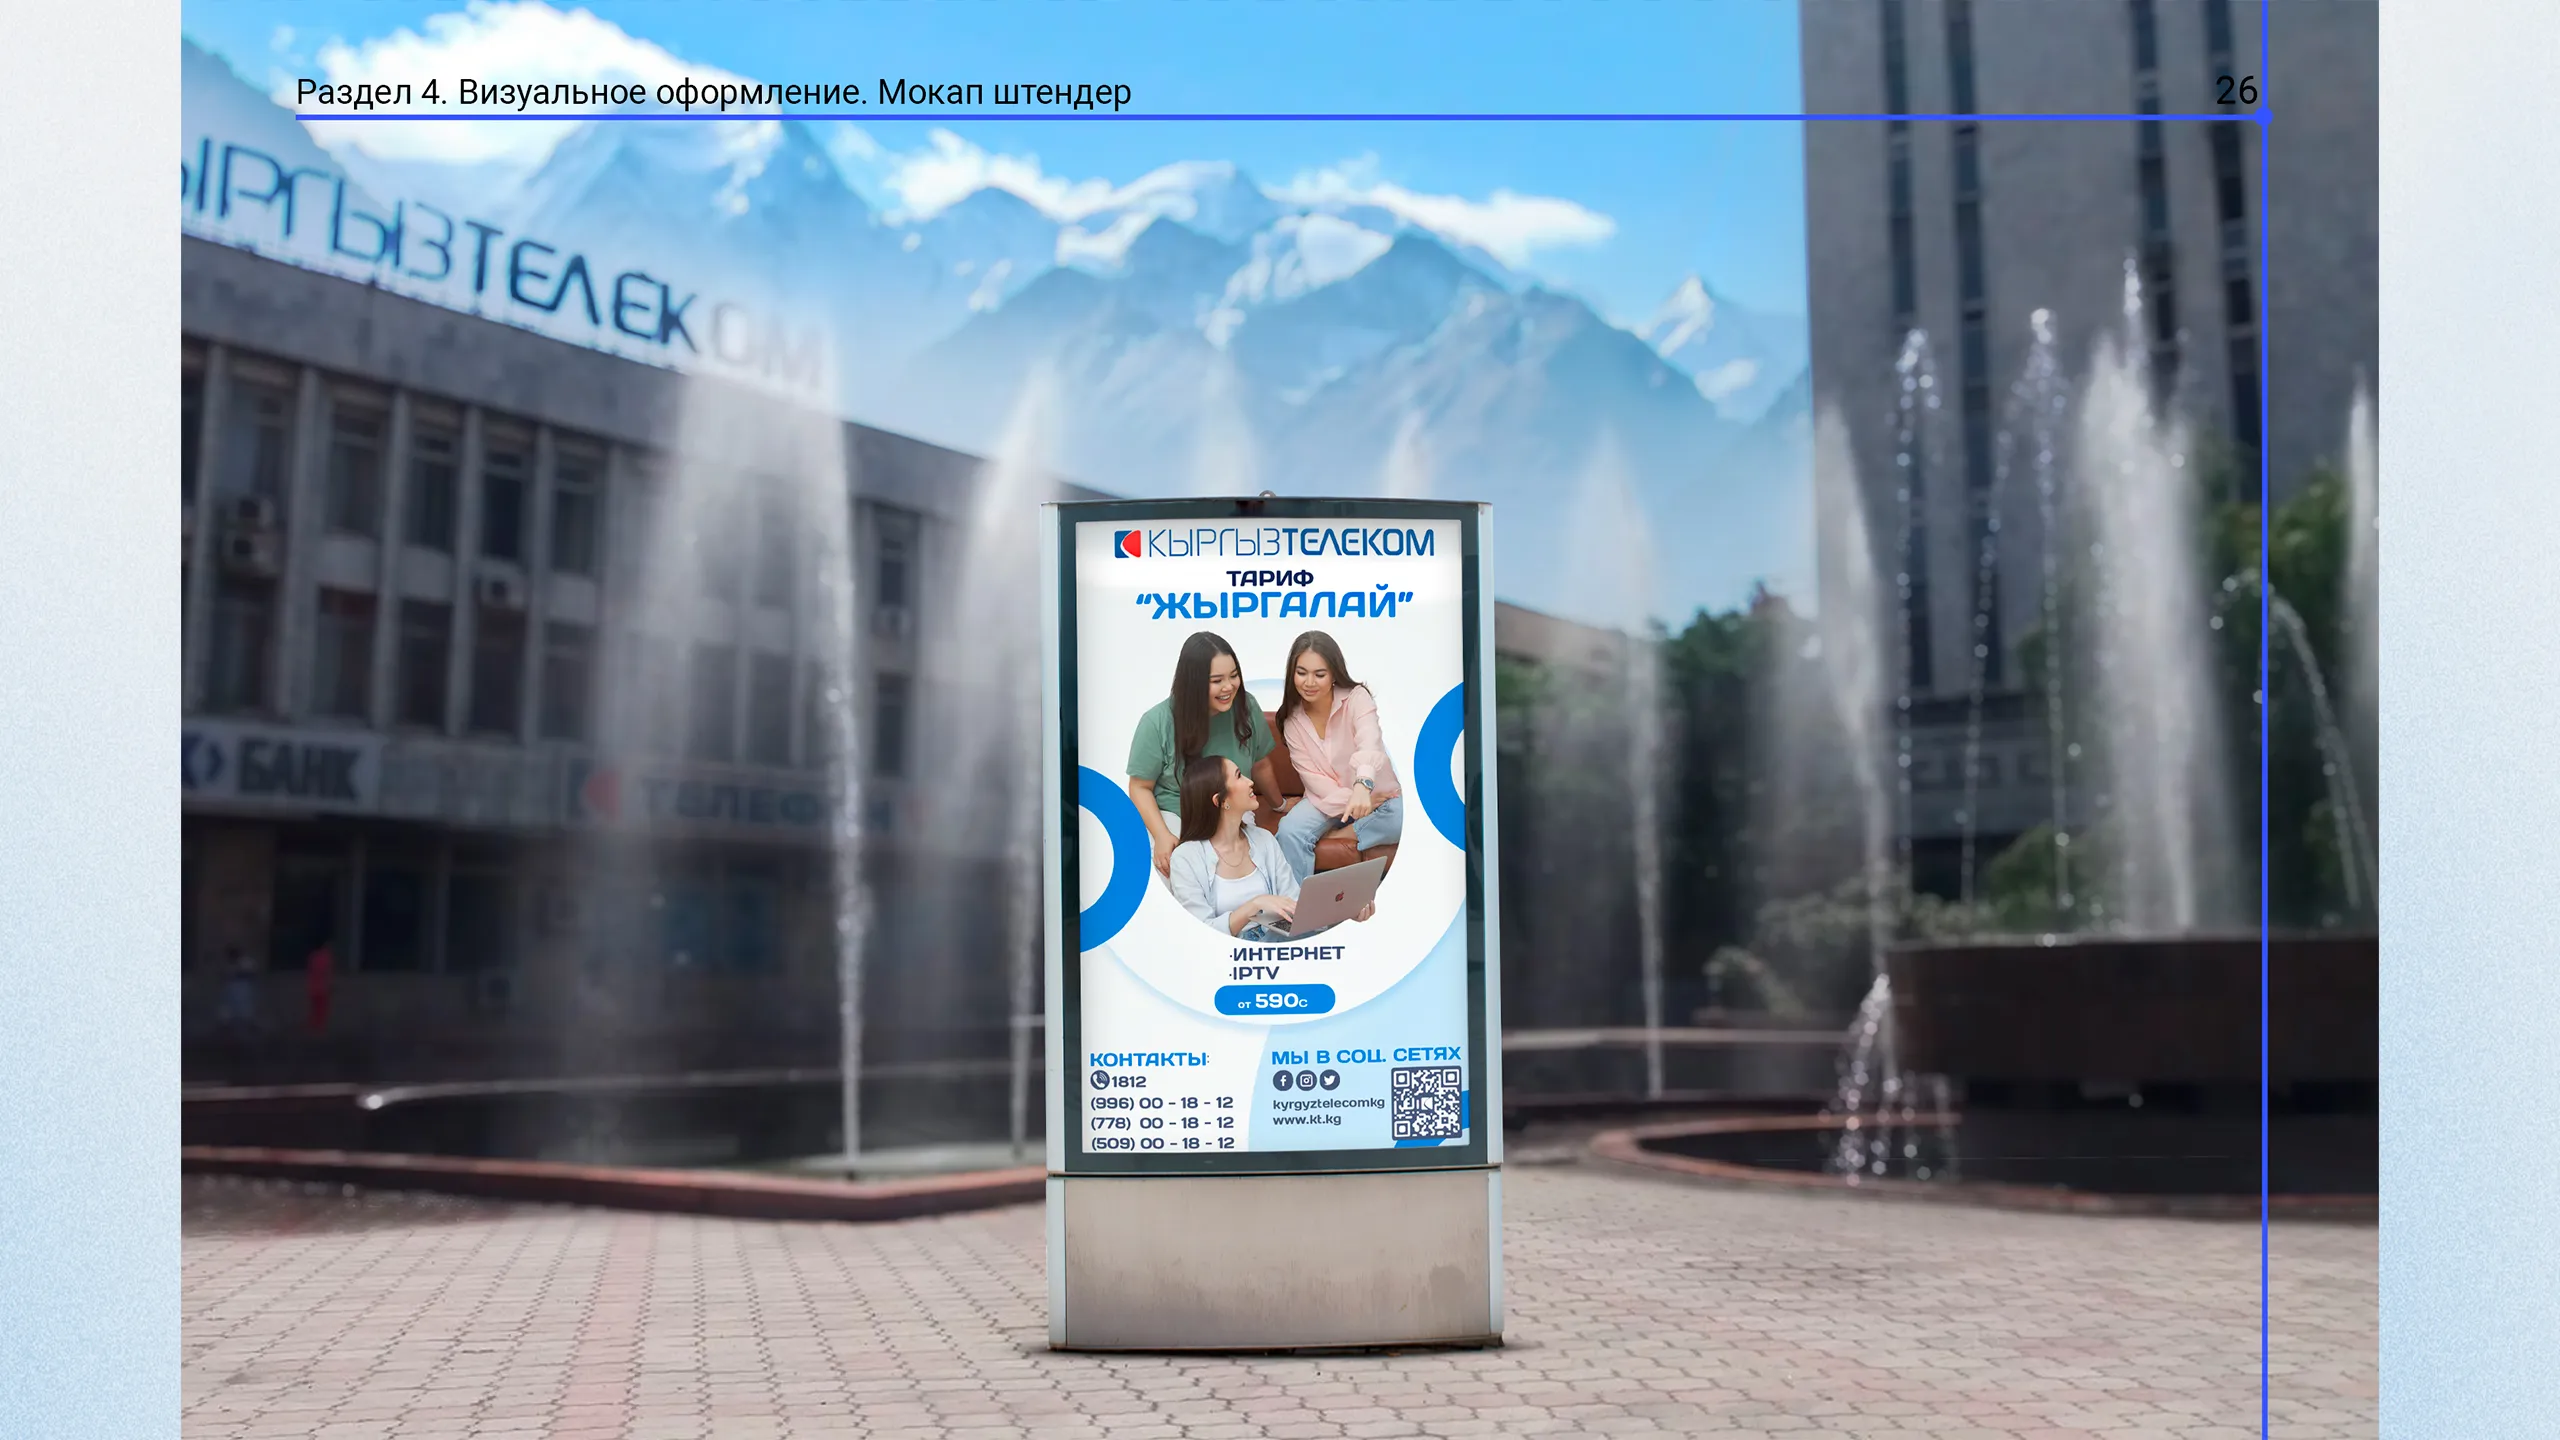 Раздел 4. Визуальное оформление. Мокап штендер
26
ЫРГЫЗТЕЛЕКОМ
БАНК
ТЕЛЕФОН
КЫРГЫЗТЕЛЕКОМ
ТАРИФ
“ЖЫРГАЛАЙ”
·ИНТЕРНЕТ
·IPTV
от 590с
КОНТАКТЫ:
1812
(996) 00 - 18 - 12
(778) 00 - 18 - 12
(509) 00 - 18 - 12
МЫ В СОЦ. СЕТЯХ
kyrgyztelecomkg
www.kt.kg